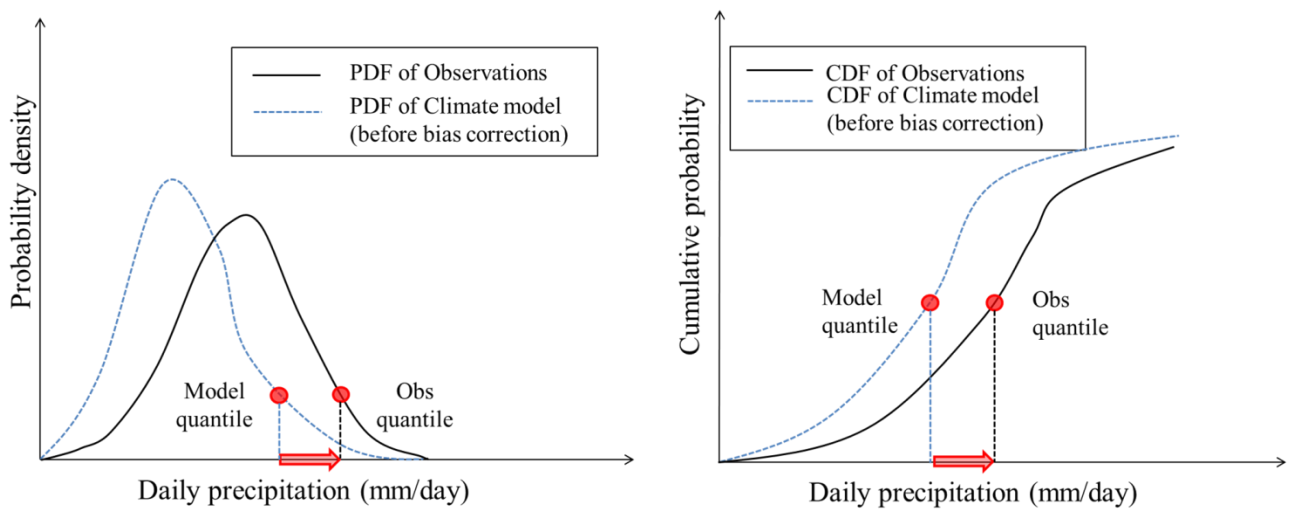 Probability density
PDF of Observations
PDF of Climate model
(before bias correction)
Model
quantile
Obs
quantile
Daily precipitation (mm/day)
Cumulative probability
CDF of Observations
CDF of Climate model
(before bias correction)
Model
quantile
Obs
quantile
Daily precipitation (mm/day)